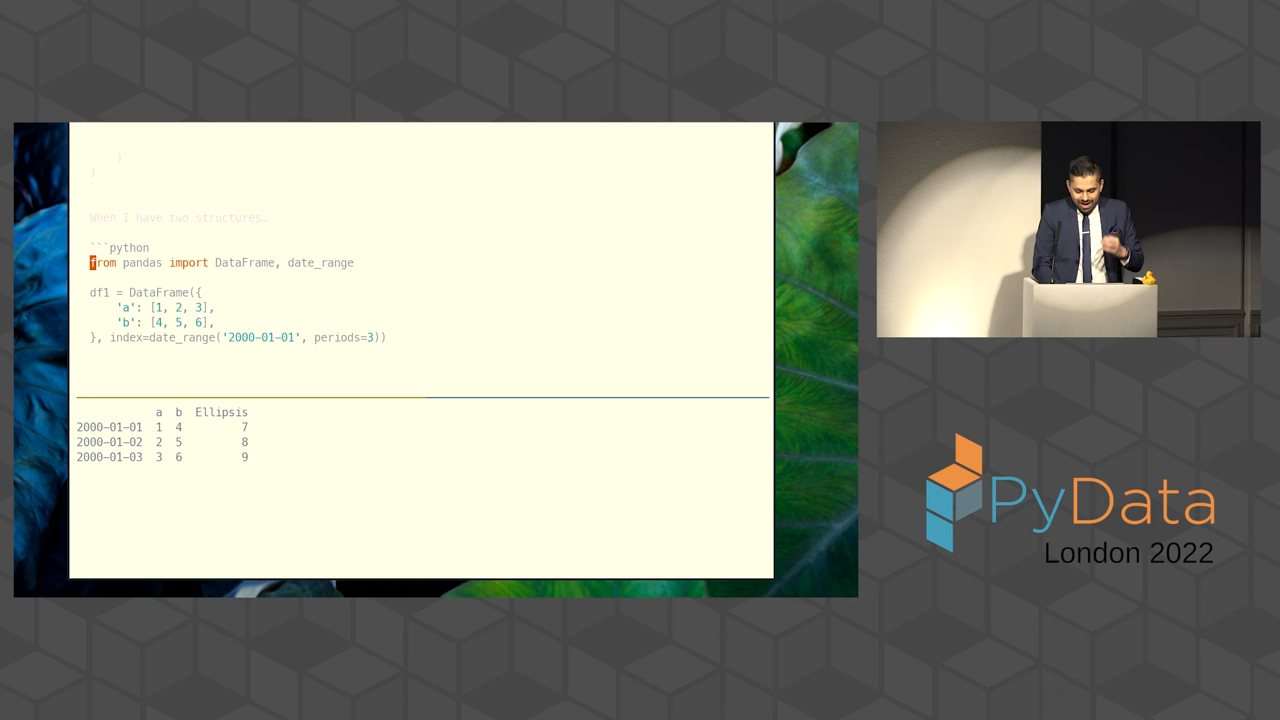 }
]
```
When I have two structures…
```python
from pandas import DataFrame, date_range
df1 = DataFrame({
'a': [1, 2, 3],
'b': [4, 5, 6],
}, index=date_range('2000-01-01', periods=3))
a b Ellipsis
2000-01-01 1 4 7
2000-01-02 2 5 8
2000-01-03 3 6 9
PyData
London 2022